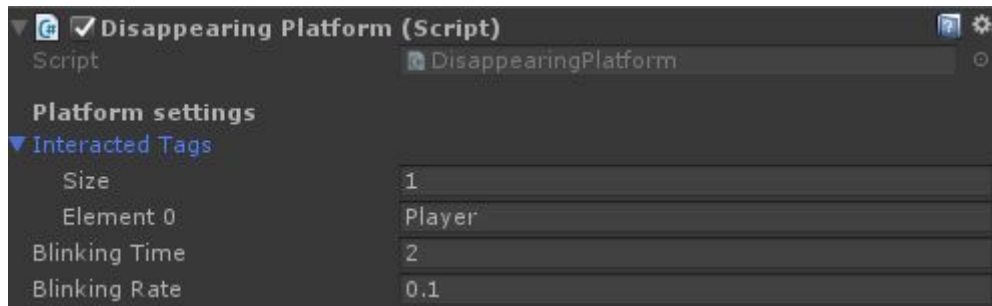 Disappearing Platform (Script)
Script DisappearingPlatform
Platform settings
Interacted Tags
Size 1
Element 0 Player
Blinking Time 2
Blinking Rate 0.1